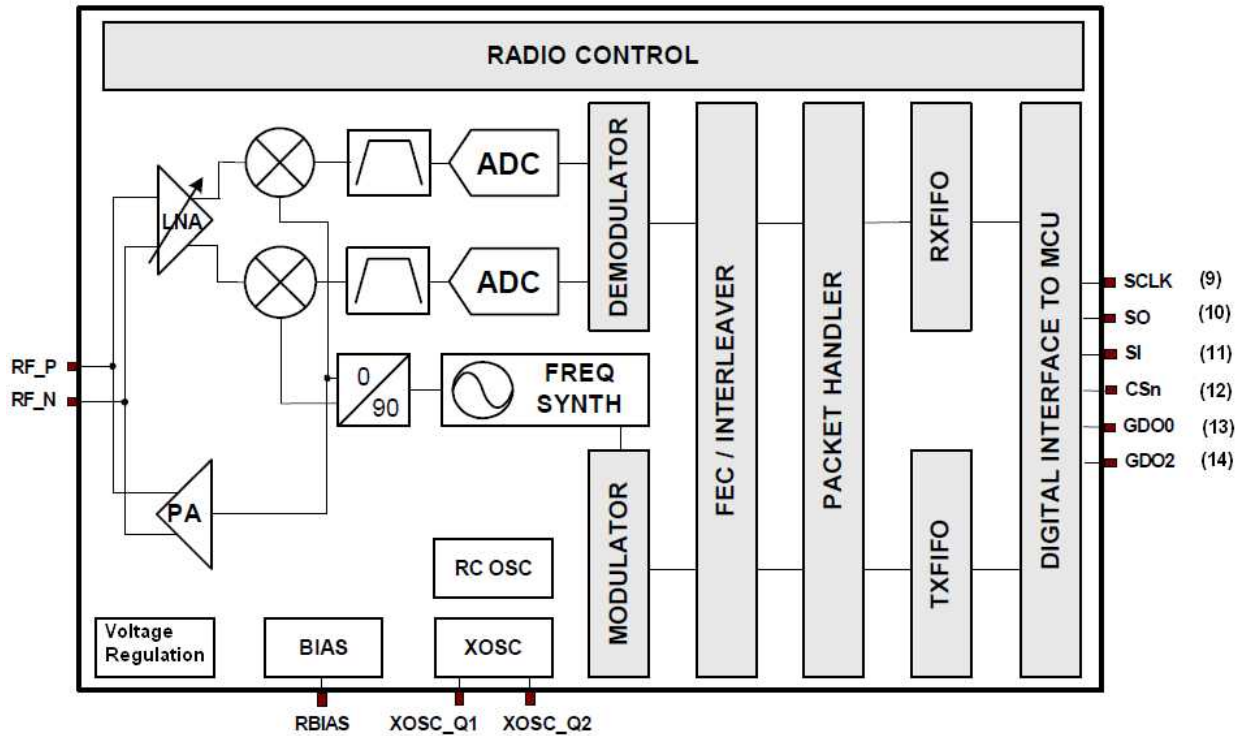 RADIO CONTROL
LNA
ADC
ADC
DEMODULATOR
FEC / INTERLEAVER
PACKET HANDLER
RXFIFO
DIGITAL INTERFACE TO MCU
SCLK (9)
SO (10)
SI (11)
CSn (12)
GDO0 (13)
GDO2 (14)
RF_P
RF_N
0
90
FREQ
SYNTH
PA
MODULATOR
TXFIFO
RC OSC
Voltage
Regulation
BIAS
XOSC
RBIAS
XOSC_Q1
XOSC_Q2